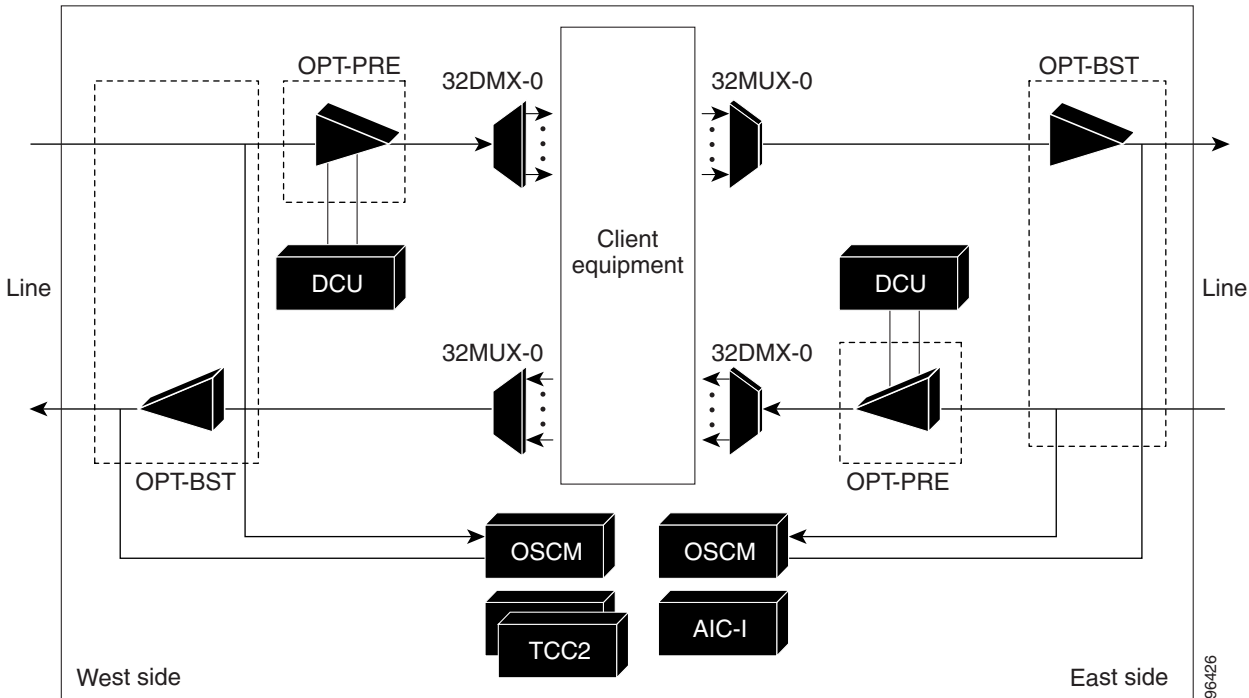 OPT-PRE
32DMX-0
32MUX-0
OPT-BST
DCU
Client
equipment
DCU
Line
Line
32MUX-0
32DMX-0
OPT-BST
OPT-PRE
OSCM
OSCM
TCC2
AIC-I
West side
East side
96426